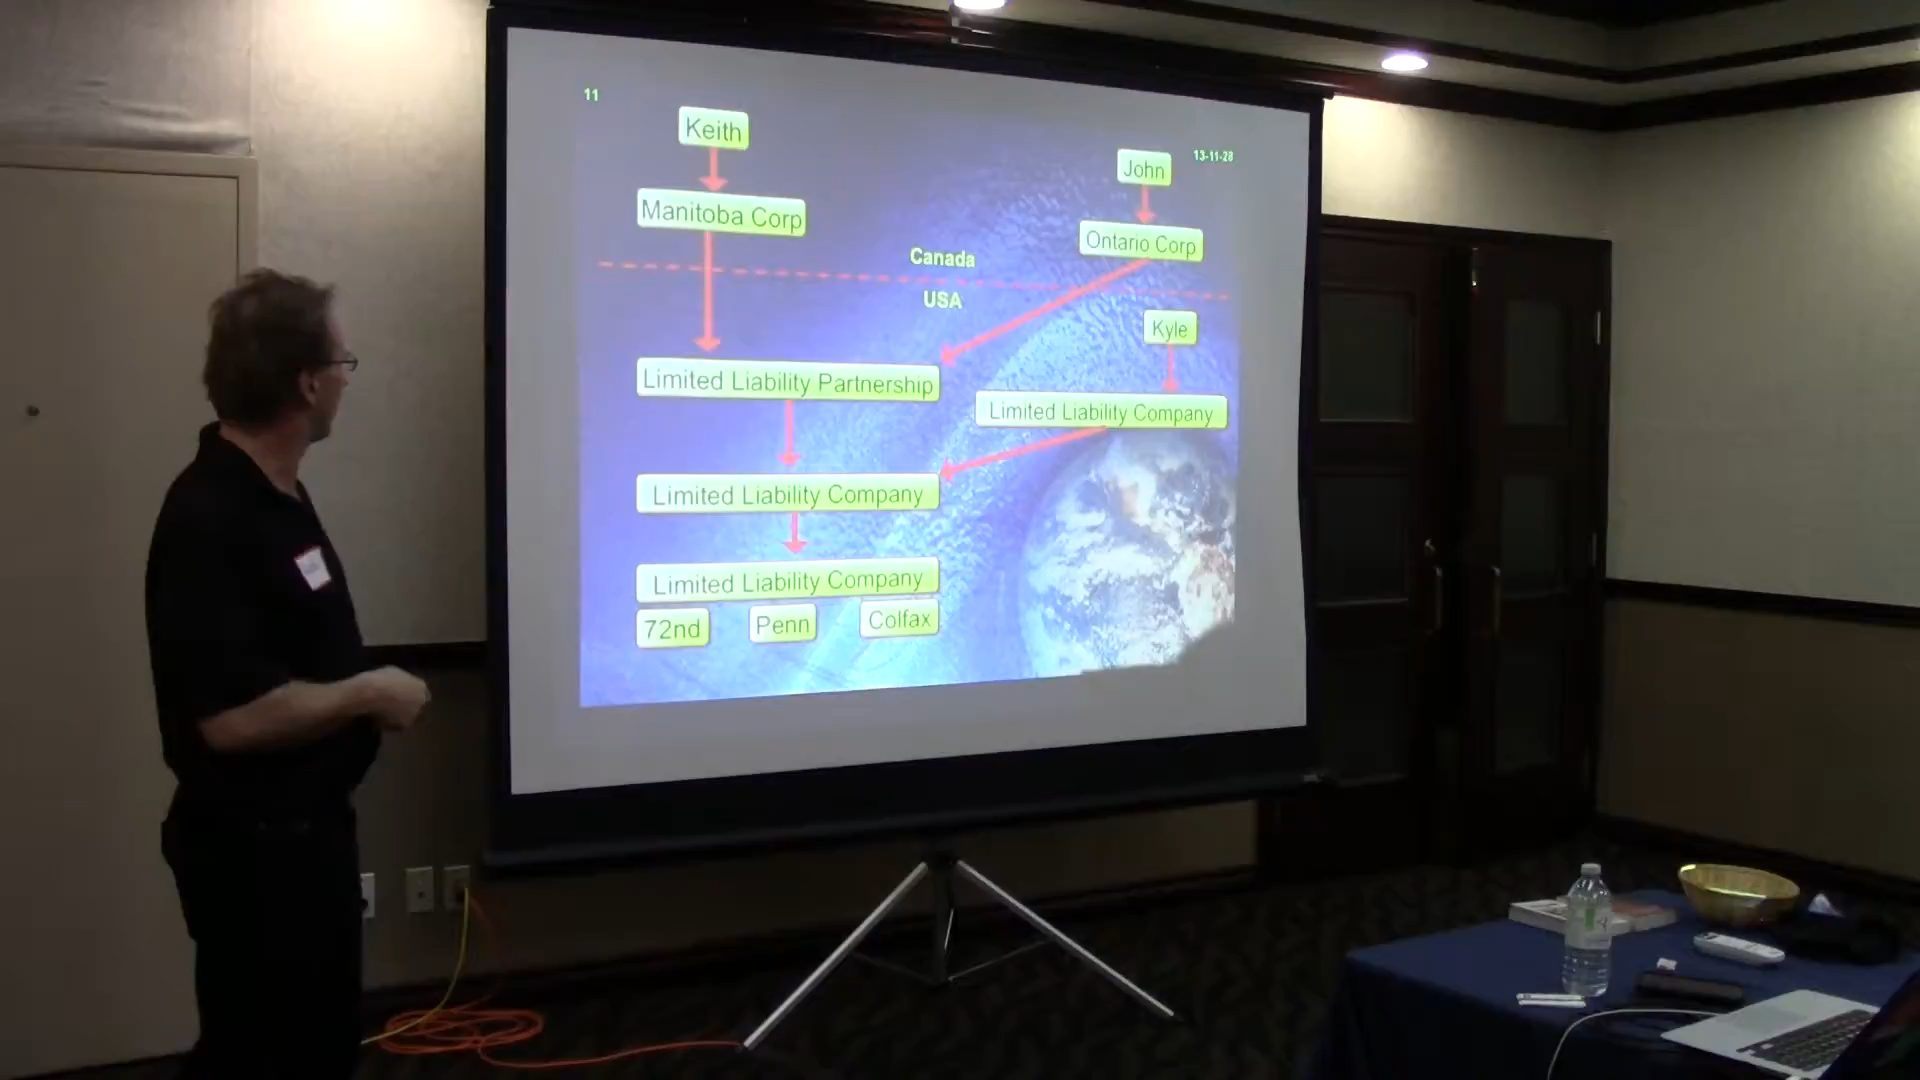 11
Keith
13-11-28
John
Manitoba Corp
Ontario Corp
Canada
USA
Kyle
Limited Liability Partnership
Limited Liability Company
Limited Liability Company
Limited Liability Company
72nd
Penn
Colfax